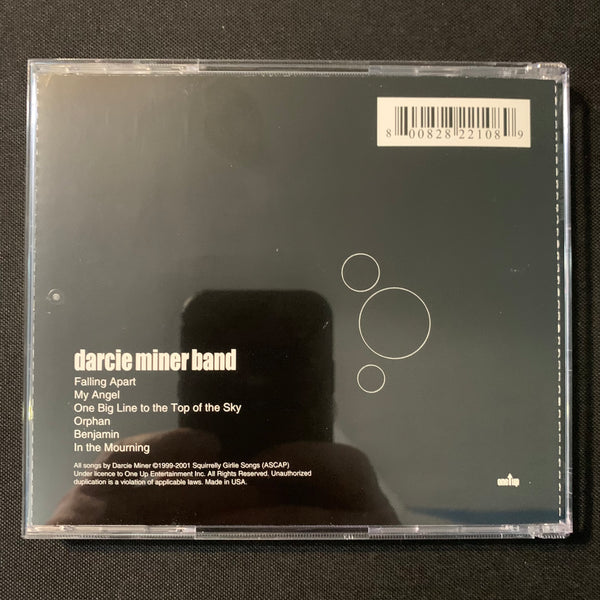 8 00828 22108 9
darcie miner band
Falling Apart
My Angel
One Big Line to the Top of the Sky
Orphan
Benjamin
In the Mourning
All songs by Darcie Miner ©1999-2001 Squirrelly Girlie Songs (ASCAP)
Under licence to One Up Entertainment Inc. All Rights Reserved. Unauthorized
duplication is a violation of applicable laws. Made in USA.
one up